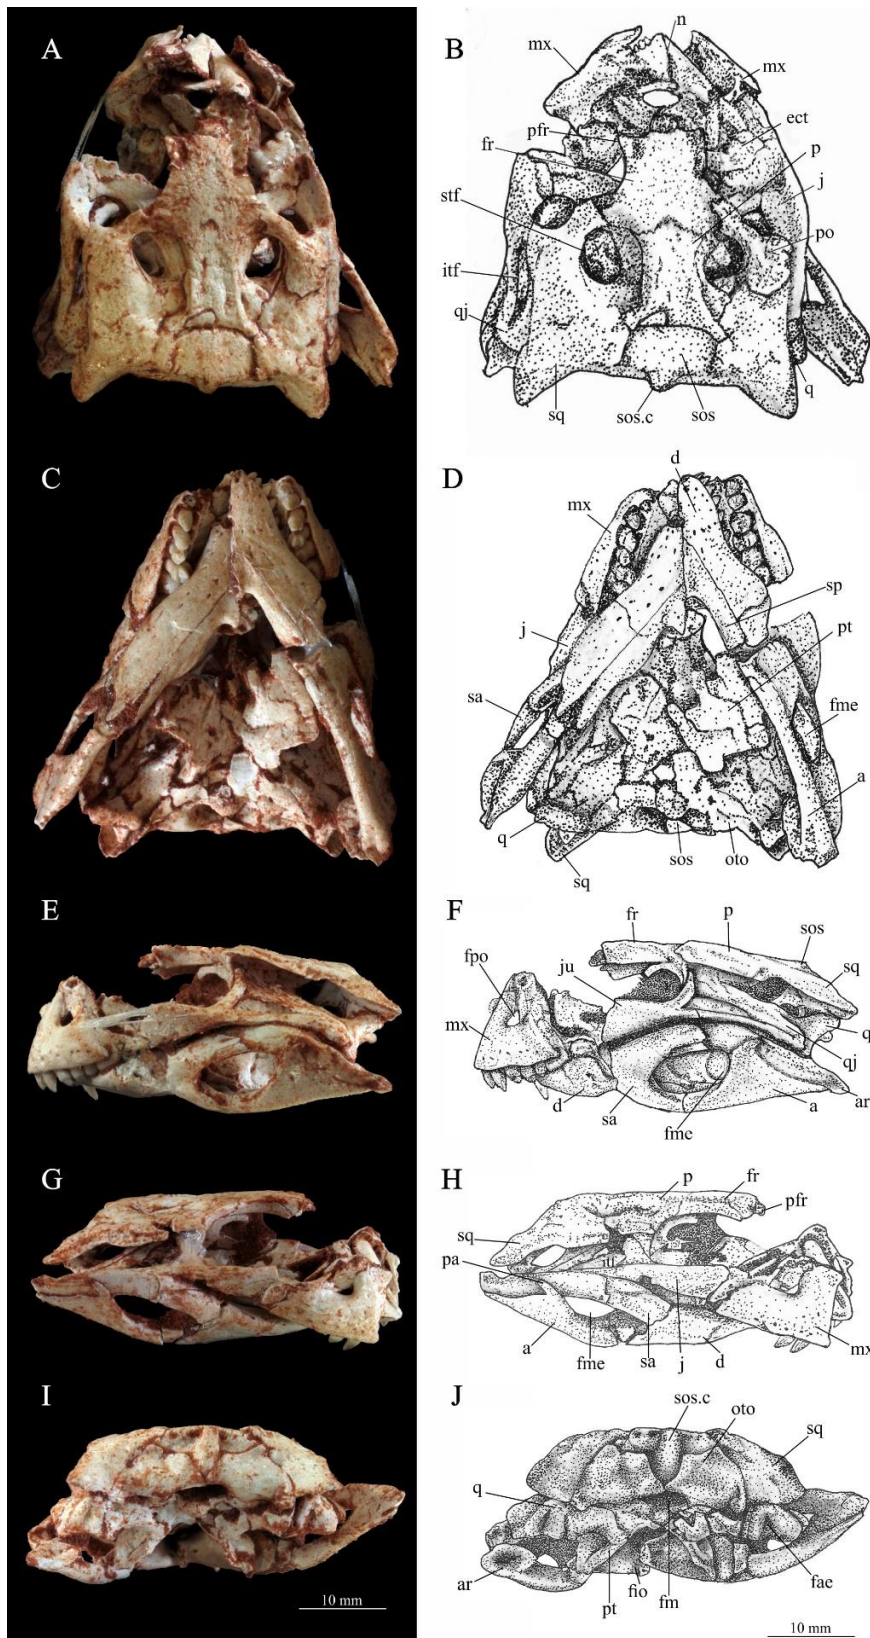 A
B
n
mx
mx
pfr
ect
fr
p
stf
j
po
itf
qj
q
sq
sos.c
sos
C
D
d
mx
sp
j
pt
sa
fme
a
q
sos
oto
sq
E
F
fr
p
sos
fpo
sq
ju
mx
q
qj
d
sa
a
ar
fme
G
H
p
fr
pfr
sq
pa
a
fme
sa
j
d
mx
I
J
sos.c
oto
sq
q
ar
pt
fio
fm
fae
10 mm
10 mm